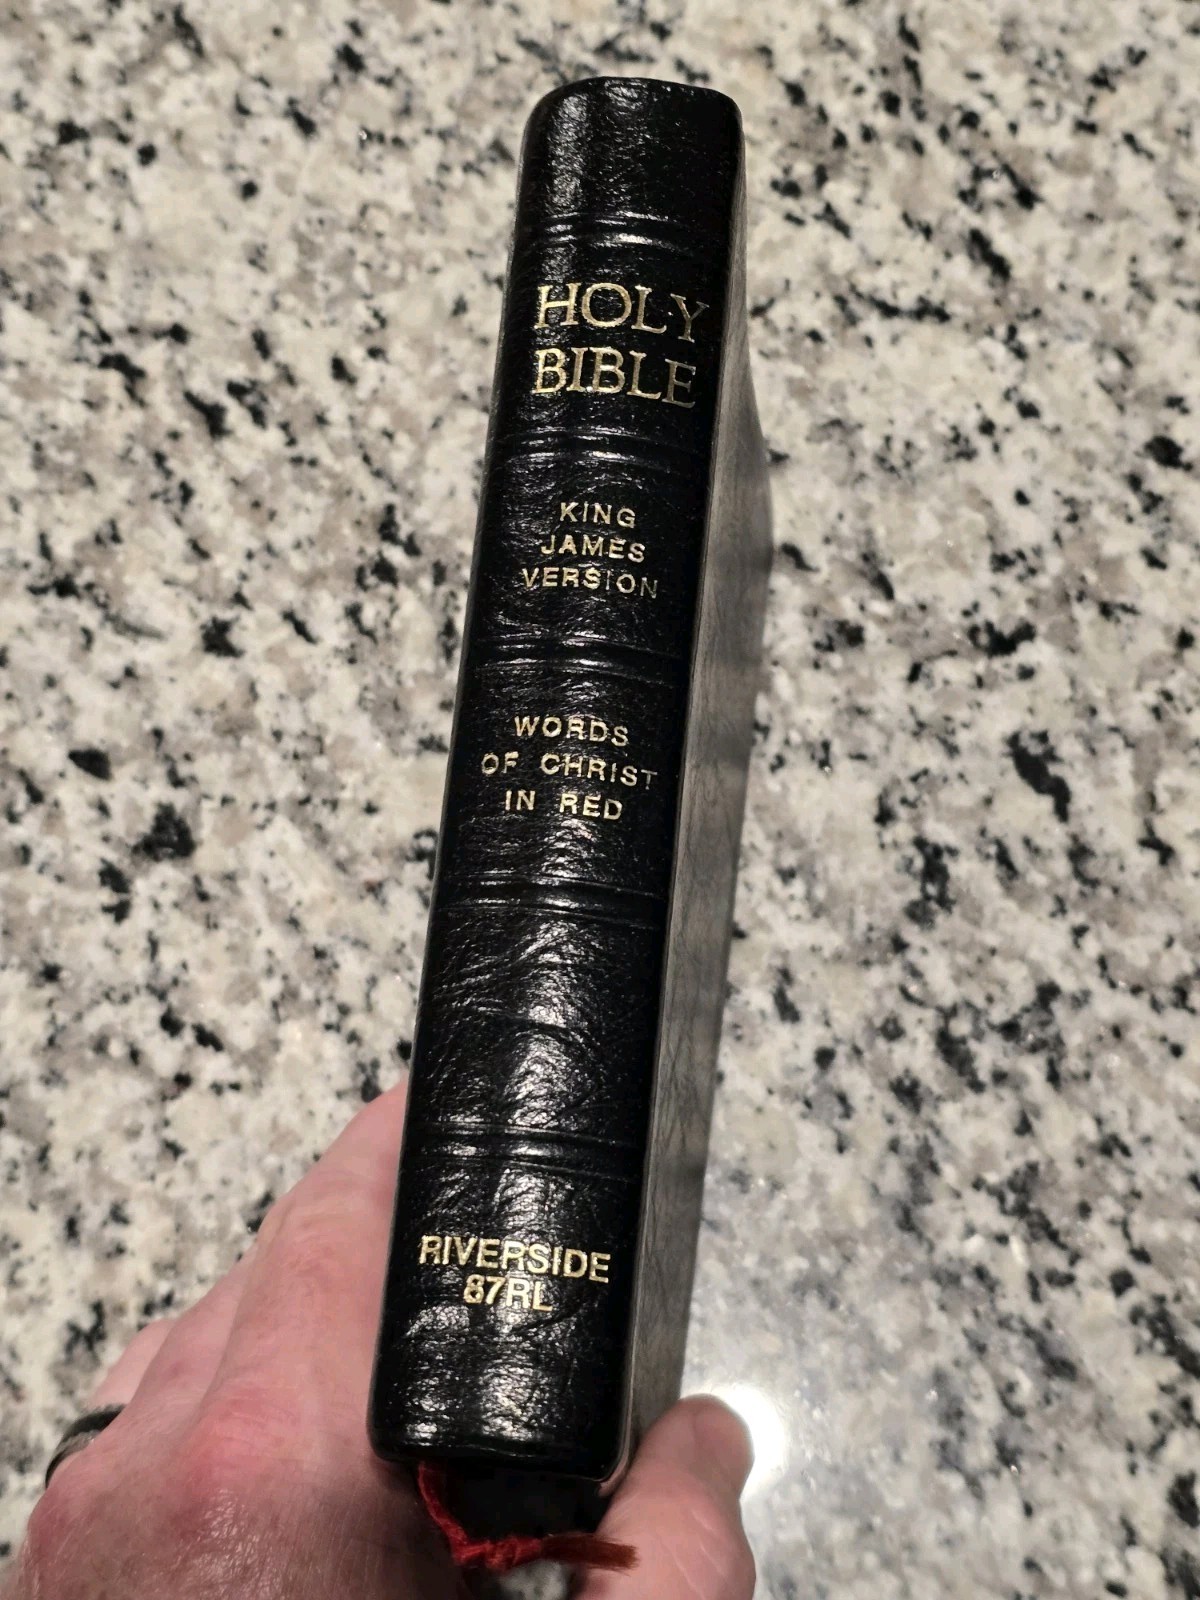 HOLY
BIBLE
KING
JAMES
VERSION
WORDS
OF CHRIST
IN RED
RIVERSIDE
87RL